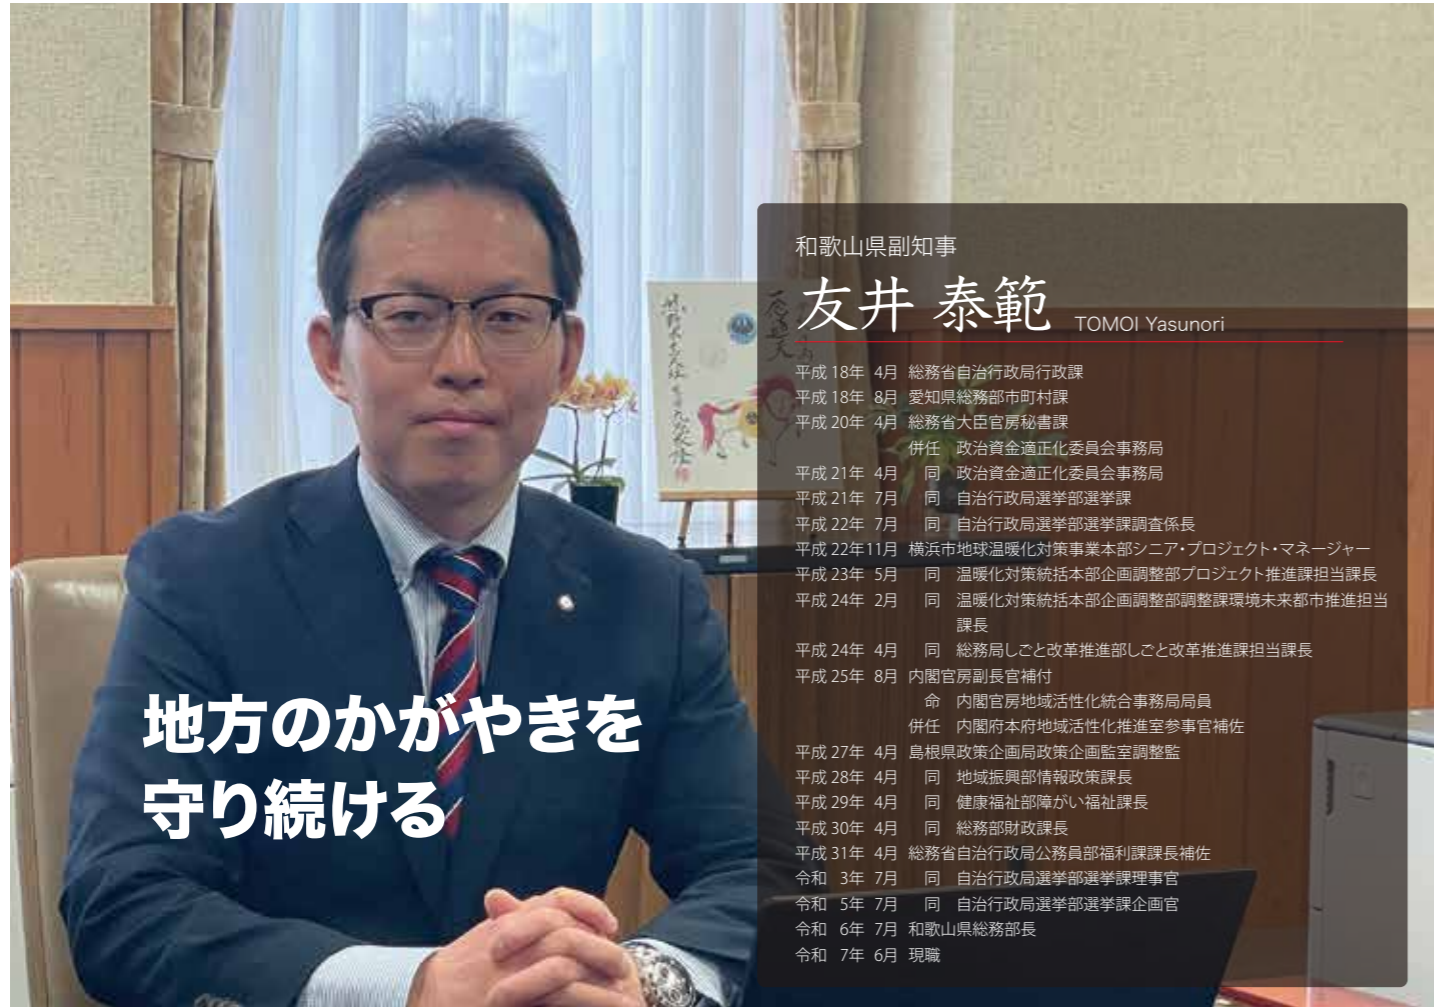 和歌山県副知事
友井 泰範 TOMOI Yasunori
平成 18年 4月 総務省自治行政局行政課
平成 18年 8月 愛知県総務部市町村課
平成 20年 4月 総務省大臣官房秘書課
併任 政治資金適正化委員会事務局
平成 21年 4月 同 政治資金適正化委員会事務局
平成 21年 7月 同 自治行政局選挙部選挙課
平成 22年 7月 同 自治行政局選挙部選挙課調査係長
平成 22年11月 横浜市地球温暖化対策事業本部シニア・プロジェクト・マネージャー
平成 23年 5月 同 温暖化対策統括本部企画調整部プロジェクト推進課担当課長
平成 24年 2月 同 温暖化対策統括本部企画調整部調整課環境未来都市推進担当
課長
平成 24年 4月 同 総務局しごと改革推進部しごと改革推進課担当課長
平成 25年 8月 内閣官房副長官補付
命 内閣官房地域活性化統合事務局局員
併任 内閣府本府地域活性化推進室参事官補佐
平成 27年 4月 島根県政策企画局政策企画監室調整監
平成 28年 4月 同 地域振興部情報政策課長
平成 29年 4月 同 健康福祉部障がい福祉課長
平成 30年 4月 同 総務部財政課長
平成 31年 4月 総務省自治行政局公務員部福利課課長補佐
令和 3年 7月 同 自治行政局選挙部選挙課理事官
令和 5年 7月 同 自治行政局選挙部選挙課企画官
令和 6年 7月 和歌山県総務部長
令和 7年 6月 現職
地方のかがやきを
守り続ける